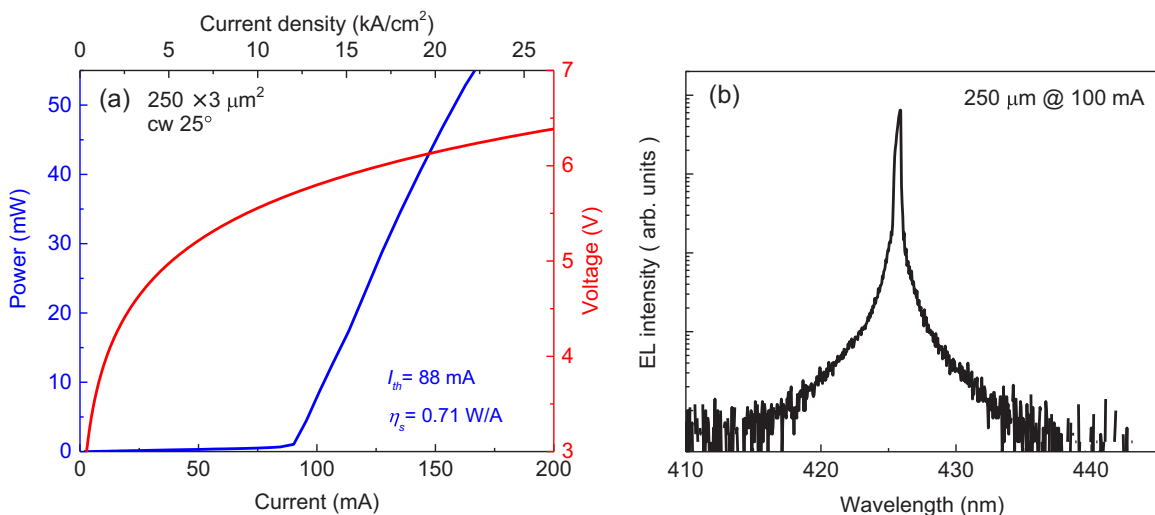 Current density (kA/cm²)
0 5 10 15 20 25
(a) 250 ×3 μm²
cw 25°
Power (mW)
50
40
30
20
10
0
I_th= 88 mA
η_s= 0.71 W/A
7
6
5
4
3
Voltage (V)
0 50 100 150 200
Current (mA)
(b) 250 μm @ 100 mA
EL intensity ( arb. units)
410 420 430 440
Wavelength (nm)